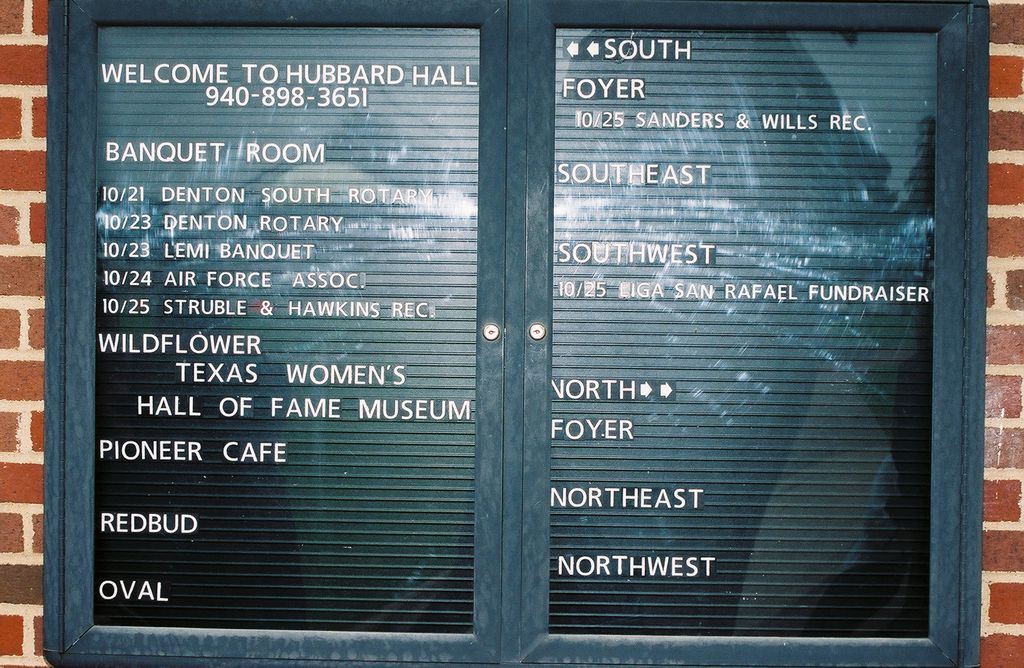 WELCOME TO HUBBARD HALL
940-898-3651
BANQUET ROOM
10/21 DENTON SOUTH ROTARY
10/23 DENTON ROTARY
10/23 LEMI BANQUET
10/24 AIR FORCE ASSOC.
10/25 STRUBLE & HAWKINS REC.
WILDFLOWER
TEXAS WOMEN'S
HALL OF FAME MUSEUM
PIONEER CAFE
REDBUD
OVAL
SOUTH
FOYER
10/25 SANDERS & WILLS REC.
SOUTHEAST
SOUTHWEST
10/25 LIGA SAN RAFAEL FUNDRAISER
NORTH
FOYER
NORTHEAST
NORTHWEST